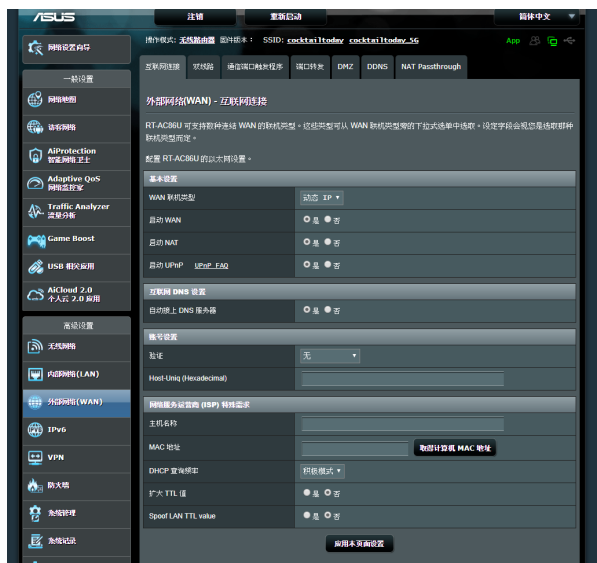 ASUS 注销 重新启动 简体中文
操作模式: 无线路由器 固件版本: SSID: cocktailtoday cocktailtoday_5G App
网络设置向导
一般设置
网络地图
访客网络
AiProtection
智能网络卫士
Adaptive QoS
网络监控家
Traffic Analyzer
流量分析
Game Boost
USB 相关应用
AiCloud 2.0
个人云 2.0 应用
高级设置
无线网络
内部网络(LAN)
外部网络(WAN)
IPv6
VPN
防火墙
系统管理
系统记录
互联网连接 双线路 通信端口触发程序 端口转发 DMZ DDNS NAT Passthrough
外部网络(WAN) - 互联网连接
RT-AC86U 可支持数种连结 WAN 的联机类型。这些类型可从 WAN 联机类型旁的下拉式选单中选取。设定字段会视您是选取那种
联机类型而定。
配置 RT-AC86U 的以太网设置。
基本设置
WAN 联机类型 动态 IP
启动 WAN 是 否
启动 NAT 是 否
启动 UPnP UPnP FAQ 是 否
互联网 DNS 设置
自动接上 DNS 服务器 是 否
账号设置
验证 无
Host-Uniq (Hexadecimal)
网络服务运营商 (ISP) 特殊需求
主机名称
MAC 地址 取得计算机 MAC 地址
DHCP 查询频率 积极模式
扩大 TTL 值 是 否
Spoof LAN TTL value 是 否
应用本页面设置